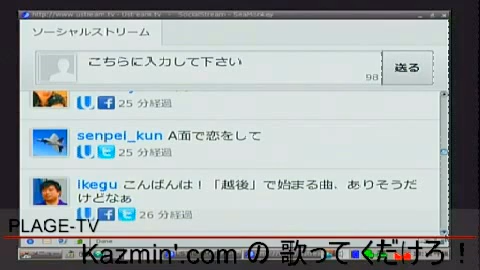 http://www.ustream.tv - Ustream.tv - SocialStream - SeaMonkey
ソーシャルストリーム
こちらに入力して下さい
98
送る
25 分経過
senpei_kun A面で恋をして
25 分経過
ikegu こんばんは！「越後」で始まる曲、ありそうだ
けどなぁ
26 分経過
PLAGE-TV
Done
Kazmin'.com の 歌ってくだけろ！